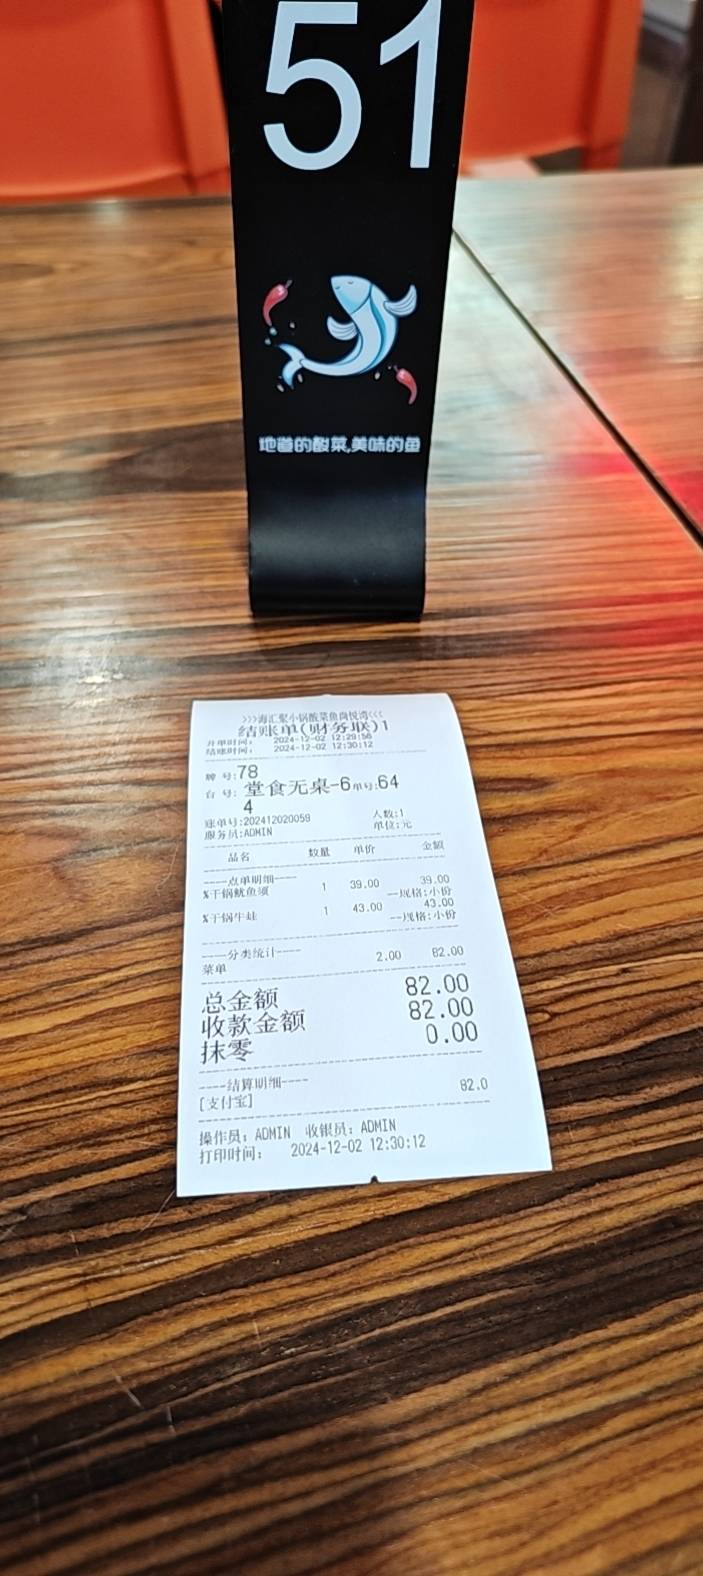 51
地道的酸菜,美味的鱼
>>>海汇聚小锅酸菜鱼尚悦湾<<<
结账单(财务联)1
开单时间: 2024-12-02 12:29:56
结账时间: 2024-12-02 12:30:12
牌 号:78
台 号: 堂食无桌-6单号:64
4
账单号:202412020059 人数:1
服务员:ADMIN 单位:元
品名 数量 单价 金额
----点单明细----
%干锅鱿鱼须 1 39.00 39.00
--规格:小份
%干锅牛蛙 1 43.00 43.00
--规格:小份
----分类统计----
菜单 2.00 82.00
总金额 82.00
收款金额 82.00
抹零 0.00
----结算明细----
[支付宝] 82.0
操作员: ADMIN 收银员: ADMIN
打印时间: 2024-12-02 12:30:12